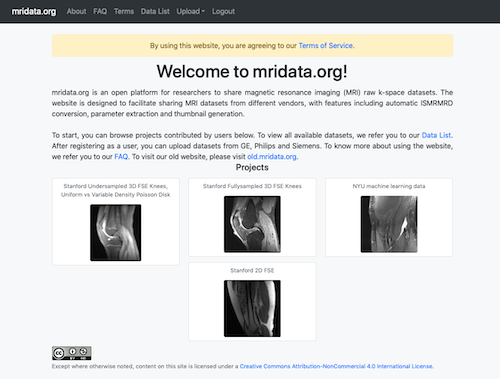 mridata.org About FAQ Terms Data List Upload Logout
By using this website, you are agreeing to our Terms of Service.
Welcome to mridata.org!
mridata.org is an open platform for researchers to share magnetic resonance imaging (MRI) raw k-space datasets. The
website is designed to facilitate sharing MRI datasets from different vendors, with features including automatic ISMRMRD
conversion, parameter extraction and thumbnail generation.
To start, you can browse projects contributed by users below. To view all available datasets, we refer you to our Data List.
After registering as a user, you can upload datasets from GE, Philips and Siemens. To know more about using the website,
we refer you to our FAQ. To visit our old website, please visit old.mridata.org.
Projects
Stanford Undersampled 3D FSE Knees,
Uniform vs Variable Density Poisson Disk
Stanford Fullysampled 3D FSE Knees
NYU machine learning data
Stanford 2D FSE
CC
BY NC
Except where otherwise noted, content on this site is licensed under a Creative Commons Attribution-NonCommercial 4.0 International License.